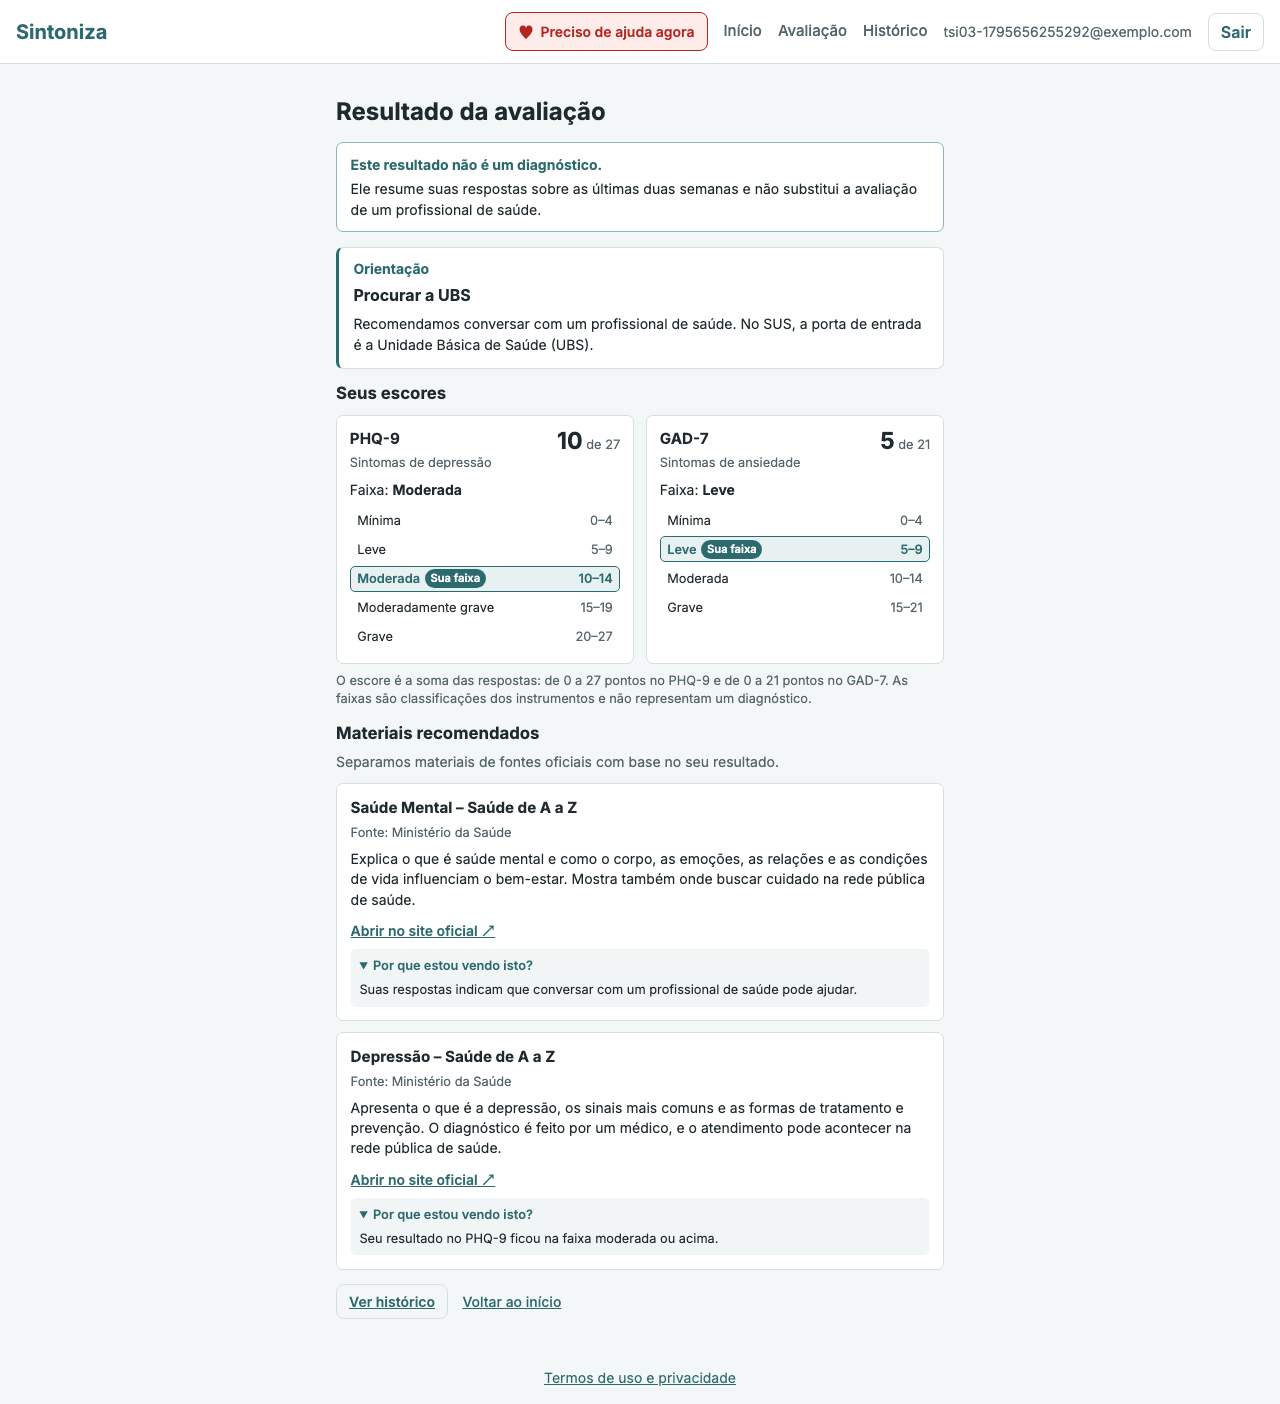 Sintoniza
Preciso de ajuda agora
Início
Avaliação
Histórico
tsi03-1795656255292@exemplo.com
Sair
Resultado da avaliação
Este resultado não é um diagnóstico.
Ele resume suas respostas sobre as últimas duas semanas e não substitui a avaliação
de um profissional de saúde.
Orientação
Procurar a UBS
Recomendamos conversar com um profissional de saúde. No SUS, a porta de entrada
é a Unidade Básica de Saúde (UBS).
Seus escores
PHQ-9
10 de 27
Sintomas de depressão
Faixa: Moderada
Mínima 0–4
Leve 5–9
Moderada Sua faixa 10–14
Moderadamente grave 15–19
Grave 20–27
GAD-7
5 de 21
Sintomas de ansiedade
Faixa: Leve
Mínima 0–4
Leve Sua faixa 5–9
Moderada 10–14
Grave 15–21
O escore é a soma das respostas: de 0 a 27 pontos no PHQ-9 e de 0 a 21 pontos no GAD-7. As
faixas são classificações dos instrumentos e não representam um diagnóstico.
Materiais recomendados
Separamos materiais de fontes oficiais com base no seu resultado.
Saúde Mental – Saúde de A a Z
Fonte: Ministério da Saúde
Explica o que é saúde mental e como o corpo, as emoções, as relações e as condições
de vida influenciam o bem-estar. Mostra também onde buscar cuidado na rede pública
de saúde.
Abrir no site oficial ↗
▼ Por que estou vendo isto?
Suas respostas indicam que conversar com um profissional de saúde pode ajudar.
Depressão – Saúde de A a Z
Fonte: Ministério da Saúde
Apresenta o que é a depressão, os sinais mais comuns e as formas de tratamento e
prevenção. O diagnóstico é feito por um médico, e o atendimento pode acontecer na
rede pública de saúde.
Abrir no site oficial ↗
▼ Por que estou vendo isto?
Seu resultado no PHQ-9 ficou na faixa moderada ou acima.
Ver histórico
Voltar ao início
Termos de uso e privacidade